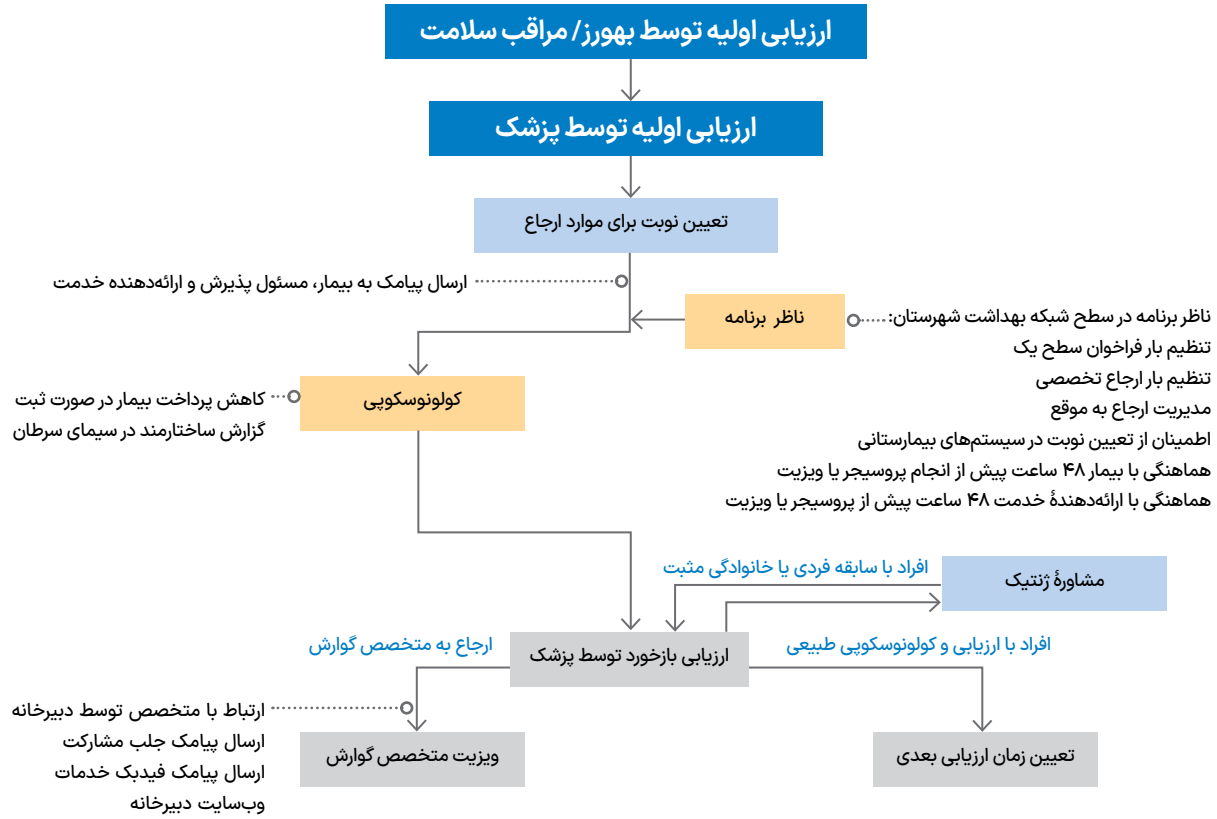 ارزیابی اولیه توسط بهورز/ مراقب سلامت
ارزیابی اولیه توسط پزشک
تعیین نوبت برای موارد ارجاع
ارسال پیامک به بیمار، مسئول پذیرش و ارائه‌دهنده خدمت
ناظر برنامه
ناظر برنامه در سطح شبکه بهداشت شهرستان:
تنظیم بار فراخوان سطح یک
تنظیم بار ارجاع تخصصی
مدیریت ارجاع به موقع
اطمینان از تعیین نوبت در سیستم‌های بیمارستانی
هماهنگی با بیمار ۴۸ ساعت پیش از انجام پروسیجر یا ویزیت
هماهنگی با ارائه‌دهندهٔ خدمت ۴۸ ساعت پیش از پروسیجر یا ویزیت
کولونوسکوپی
کاهش پرداخت بیمار در صورت ثبت
گزارش ساختارمند در سیمای سرطان
افراد با سابقه فردی یا خانوادگی مثبت
مشاورهٔ ژنتیک
ارزیابی بازخورد توسط پزشک
افراد با ارزیابی و کولونوسکوپی طبیعی
ارجاع به متخصص گوارش
تعیین زمان ارزیابی بعدی
ویزیت متخصص گوارش
ارتباط با متخصص توسط دبیرخانه
ارسال پیامک جلب مشارکت
ارسال پیامک فیدبک خدمات
وب‌سایت دبیرخانه